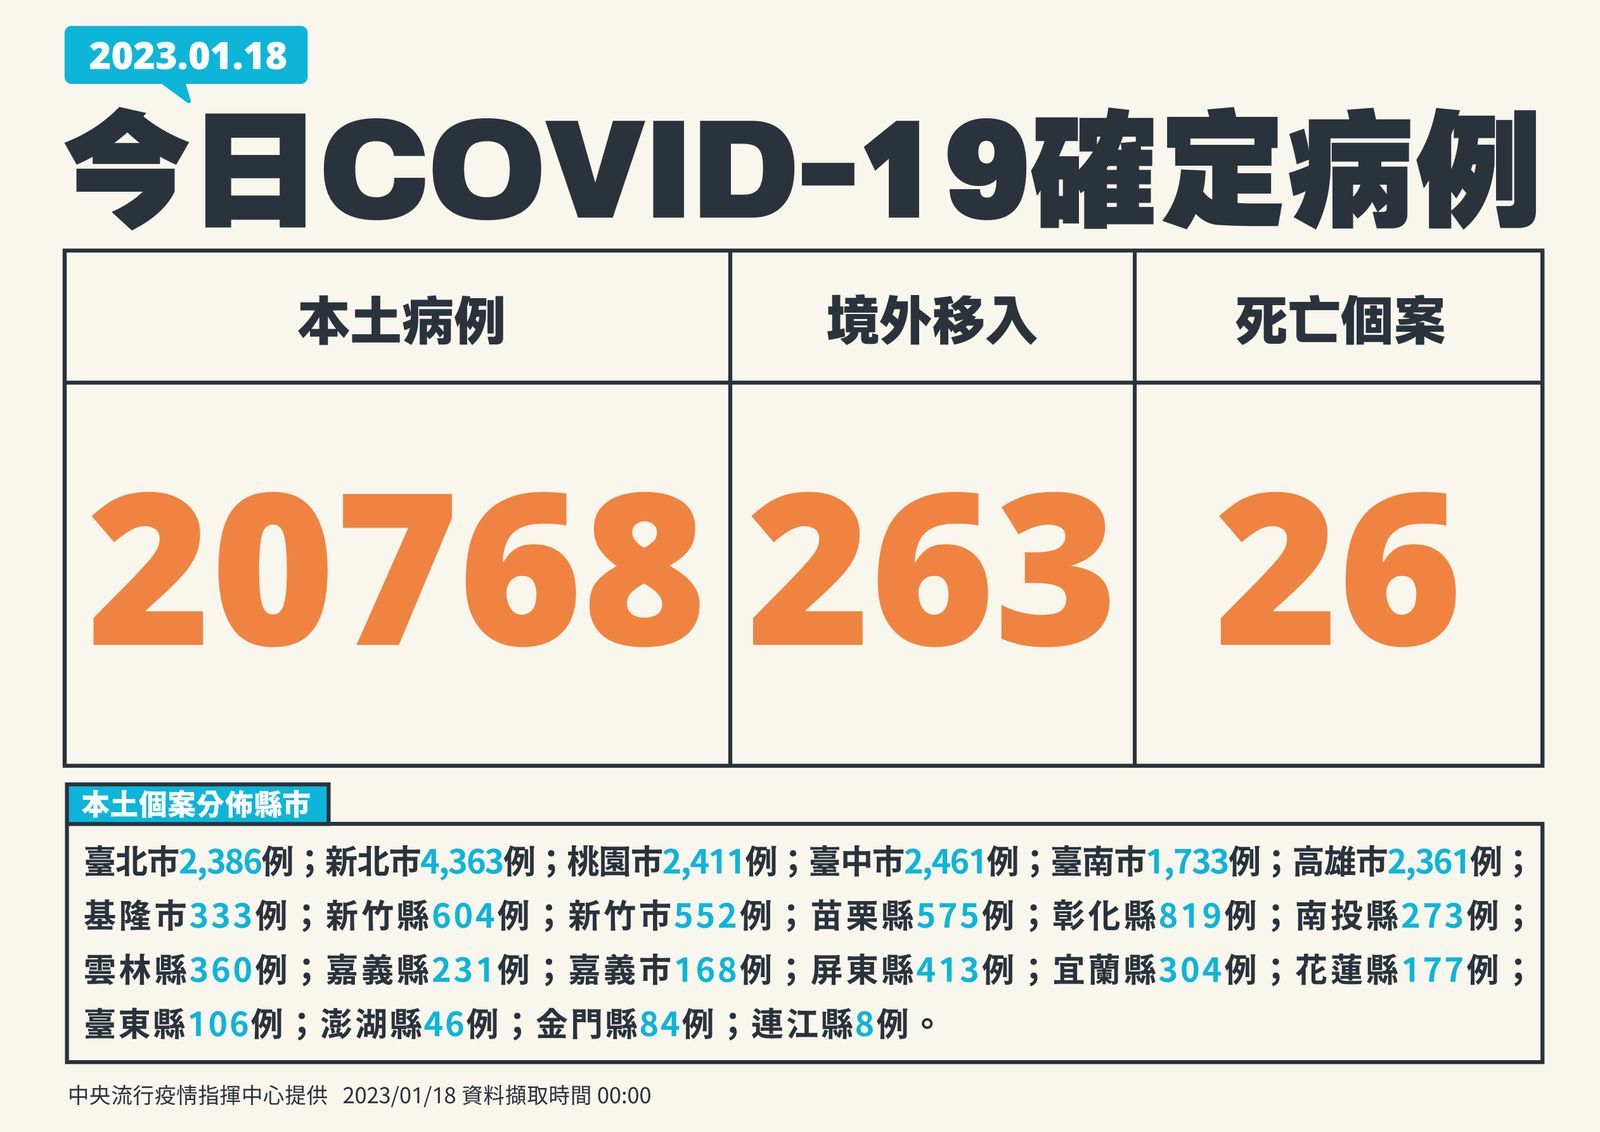 2023.01.18
今日COVID-19確定病例
本土病例 境外移入 死亡個案
20768 263 26
本土個案分佈縣市
臺北市2,386例；新北市4,363例；桃園市2,411例；臺中市2,461例；臺南市1,733例；高雄市2,361例；
基隆市333例；新竹縣604例；新竹市552例；苗栗縣575例；彰化縣819例；南投縣273例；
雲林縣360例；嘉義縣231例；嘉義市168例；屏東縣413例；宜蘭縣304例；花蓮縣177例；
臺東縣106例；澎湖縣46例；金門縣84例；連江縣8例。
中央流行疫情指揮中心提供 2023/01/18 資料擷取時間 00:00